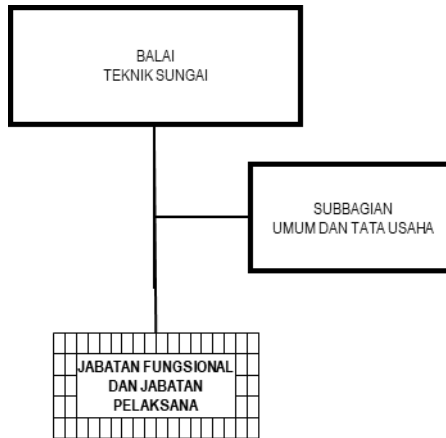 BALAI
TEKNIK SUNGAI
SUBBAGIAN
UMUM DAN TATA USAHA
JABATAN FUNGSIONAL
DAN JABATAN
PELAKSANA